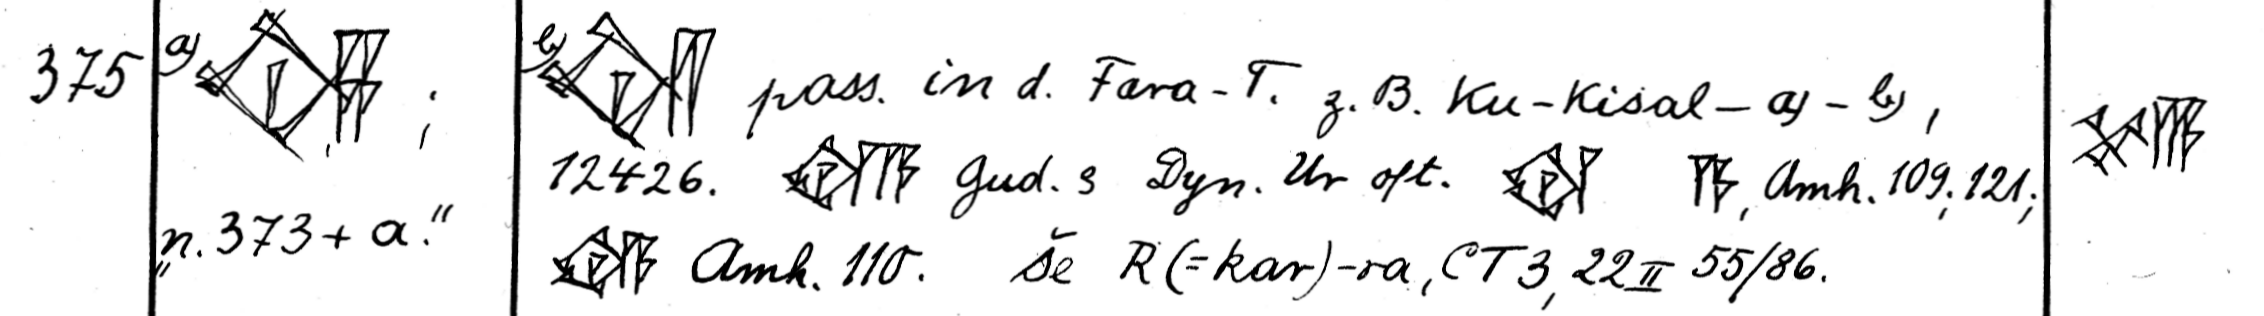 375 a) 𒋼𒀀 ; b) pass. in d. Fara-T. z.B. Ku-Kisal-a)-b),
12426. Gud. s Dyn. Ur oft. , Amh. 109; 121;
„n. 373 + a." Amh. 110. še R (=kar)-ra, CT 3, 22 II 55/86.